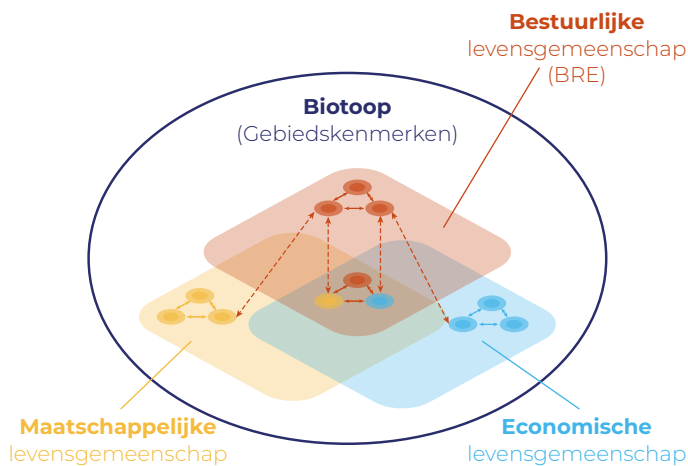 Bestuurlijke
levensgemeenschap
(BRE)
Biotoop
(Gebiedskenmerken)
Maatschappelijke
levensgemeenschap
Economische
levensgemeenschap